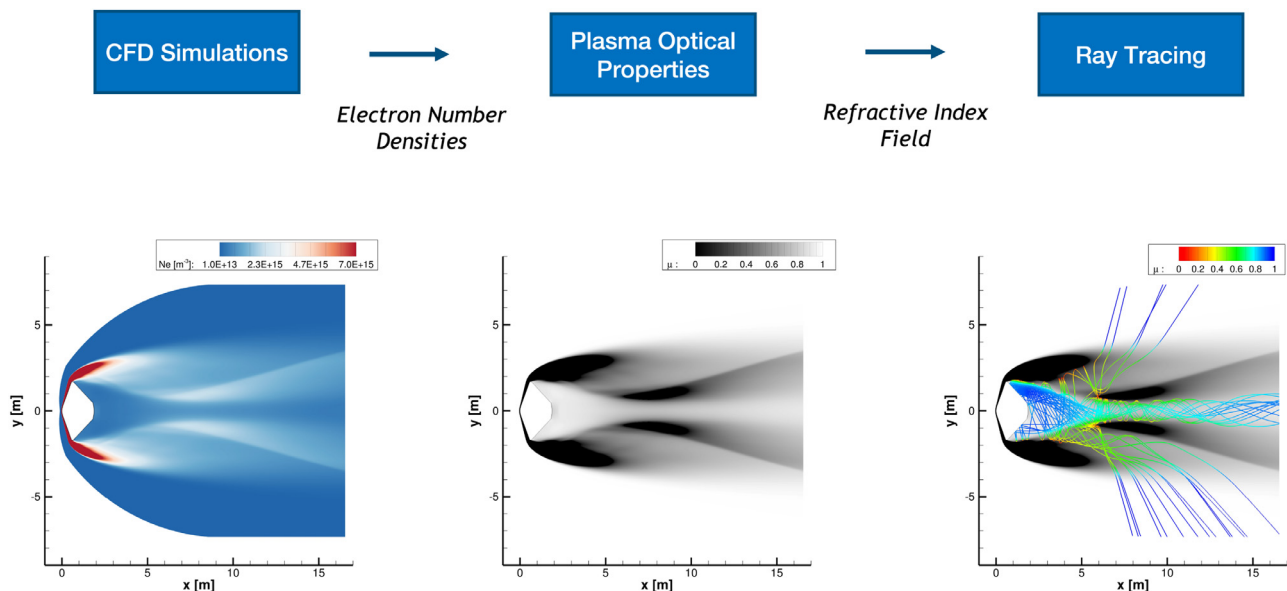 CFD Simulations
Plasma Optical
Properties
Ray Tracing
Electron Number
Densities
Refractive Index
Field
Ne [m⁻³]: 1.0E+13 2.3E+15 4.7E+15 7.0E+15
μ : 0 0.2 0.4 0.6 0.8 1
μ : 0 0.2 0.4 0.6 0.8 1
y [m]
5
0
-5
0 5 10 15
x [m]
y [m]
5
0
-5
0 5 10 15
x [m]
y [m]
5
0
-5
0 5 10 15
x [m]